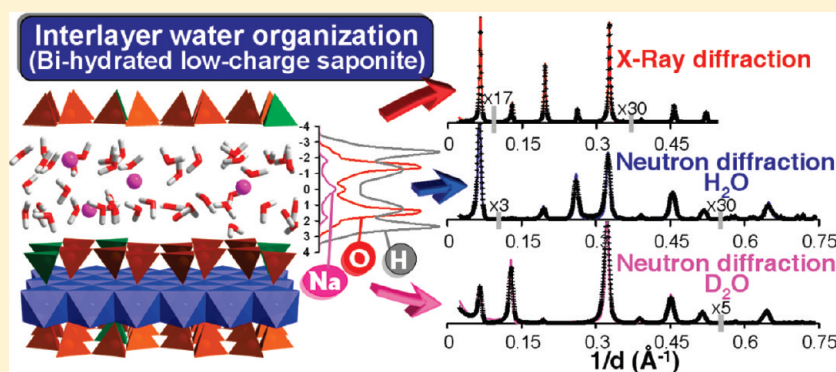 Interlayer water organization
(Bi-hydrated low-charge saponite)
-4
-3
-2
-1
0
1
2
3
4
Na
O
H
X-Ray diffraction
x17
x30
0 0.15 0.3 0.45
Neutron diffraction
H₂O
x3
x30
0 0.15 0.3 0.45 0.6 0.75
Neutron diffraction
D₂O
x5
0 0.15 0.3 0.45 0.6 0.75
1/d (Å⁻¹)